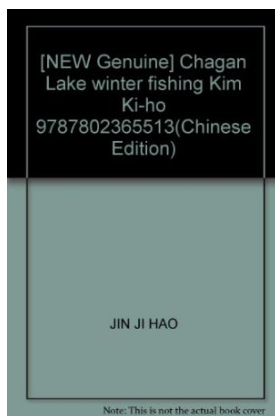 [NEW Genuine] Chagan
Lake winter fishing Kim
Ki-ho
9787802365513(Chinese
Edition)
JIN JI HAO
Note: This is not the actual book cover